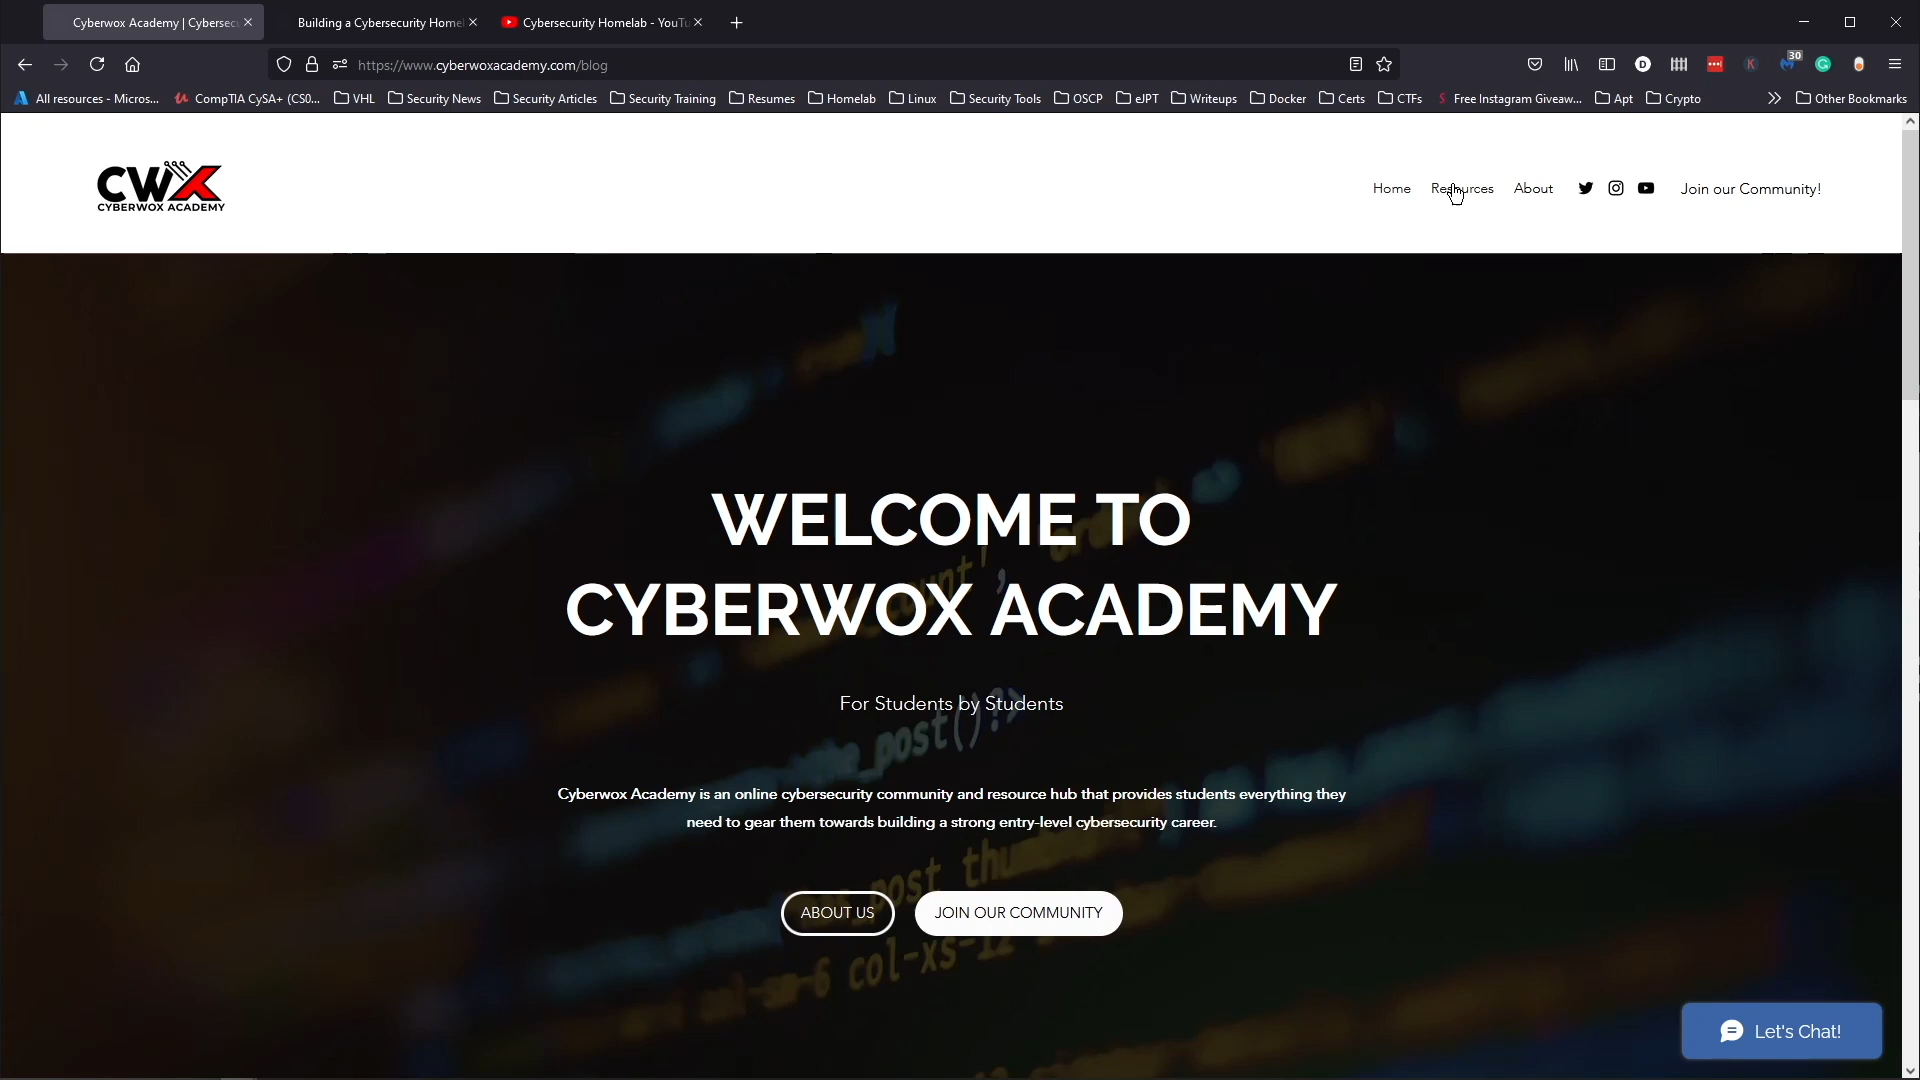 Cyberwox Academy | Cybersec
Building a Cybersecurity Homel
Cybersecurity Homelab - YouTu
https://www.cyberwoxacademy.com/blog
30
All resources - Micros...
CompTIA CySA+ (CS0...
VHL
Security News
Security Articles
Security Training
Resumes
Homelab
Linux
Security Tools
OSCP
eJPT
Writeups
Docker
Certs
CTFs
Free Instagram Giveaw...
Apt
Crypto
Other Bookmarks
CWX
CYBERWOX ACADEMY
Home
Resources
About
Join our Community!
WELCOME TO
CYBERWOX ACADEMY
For Students by Students
Cyberwox Academy is an online cybersecurity community and resource hub that provides students everything they
need to gear them towards building a strong entry-level cybersecurity career.
ABOUT US
JOIN OUR COMMUNITY
Let's Chat!